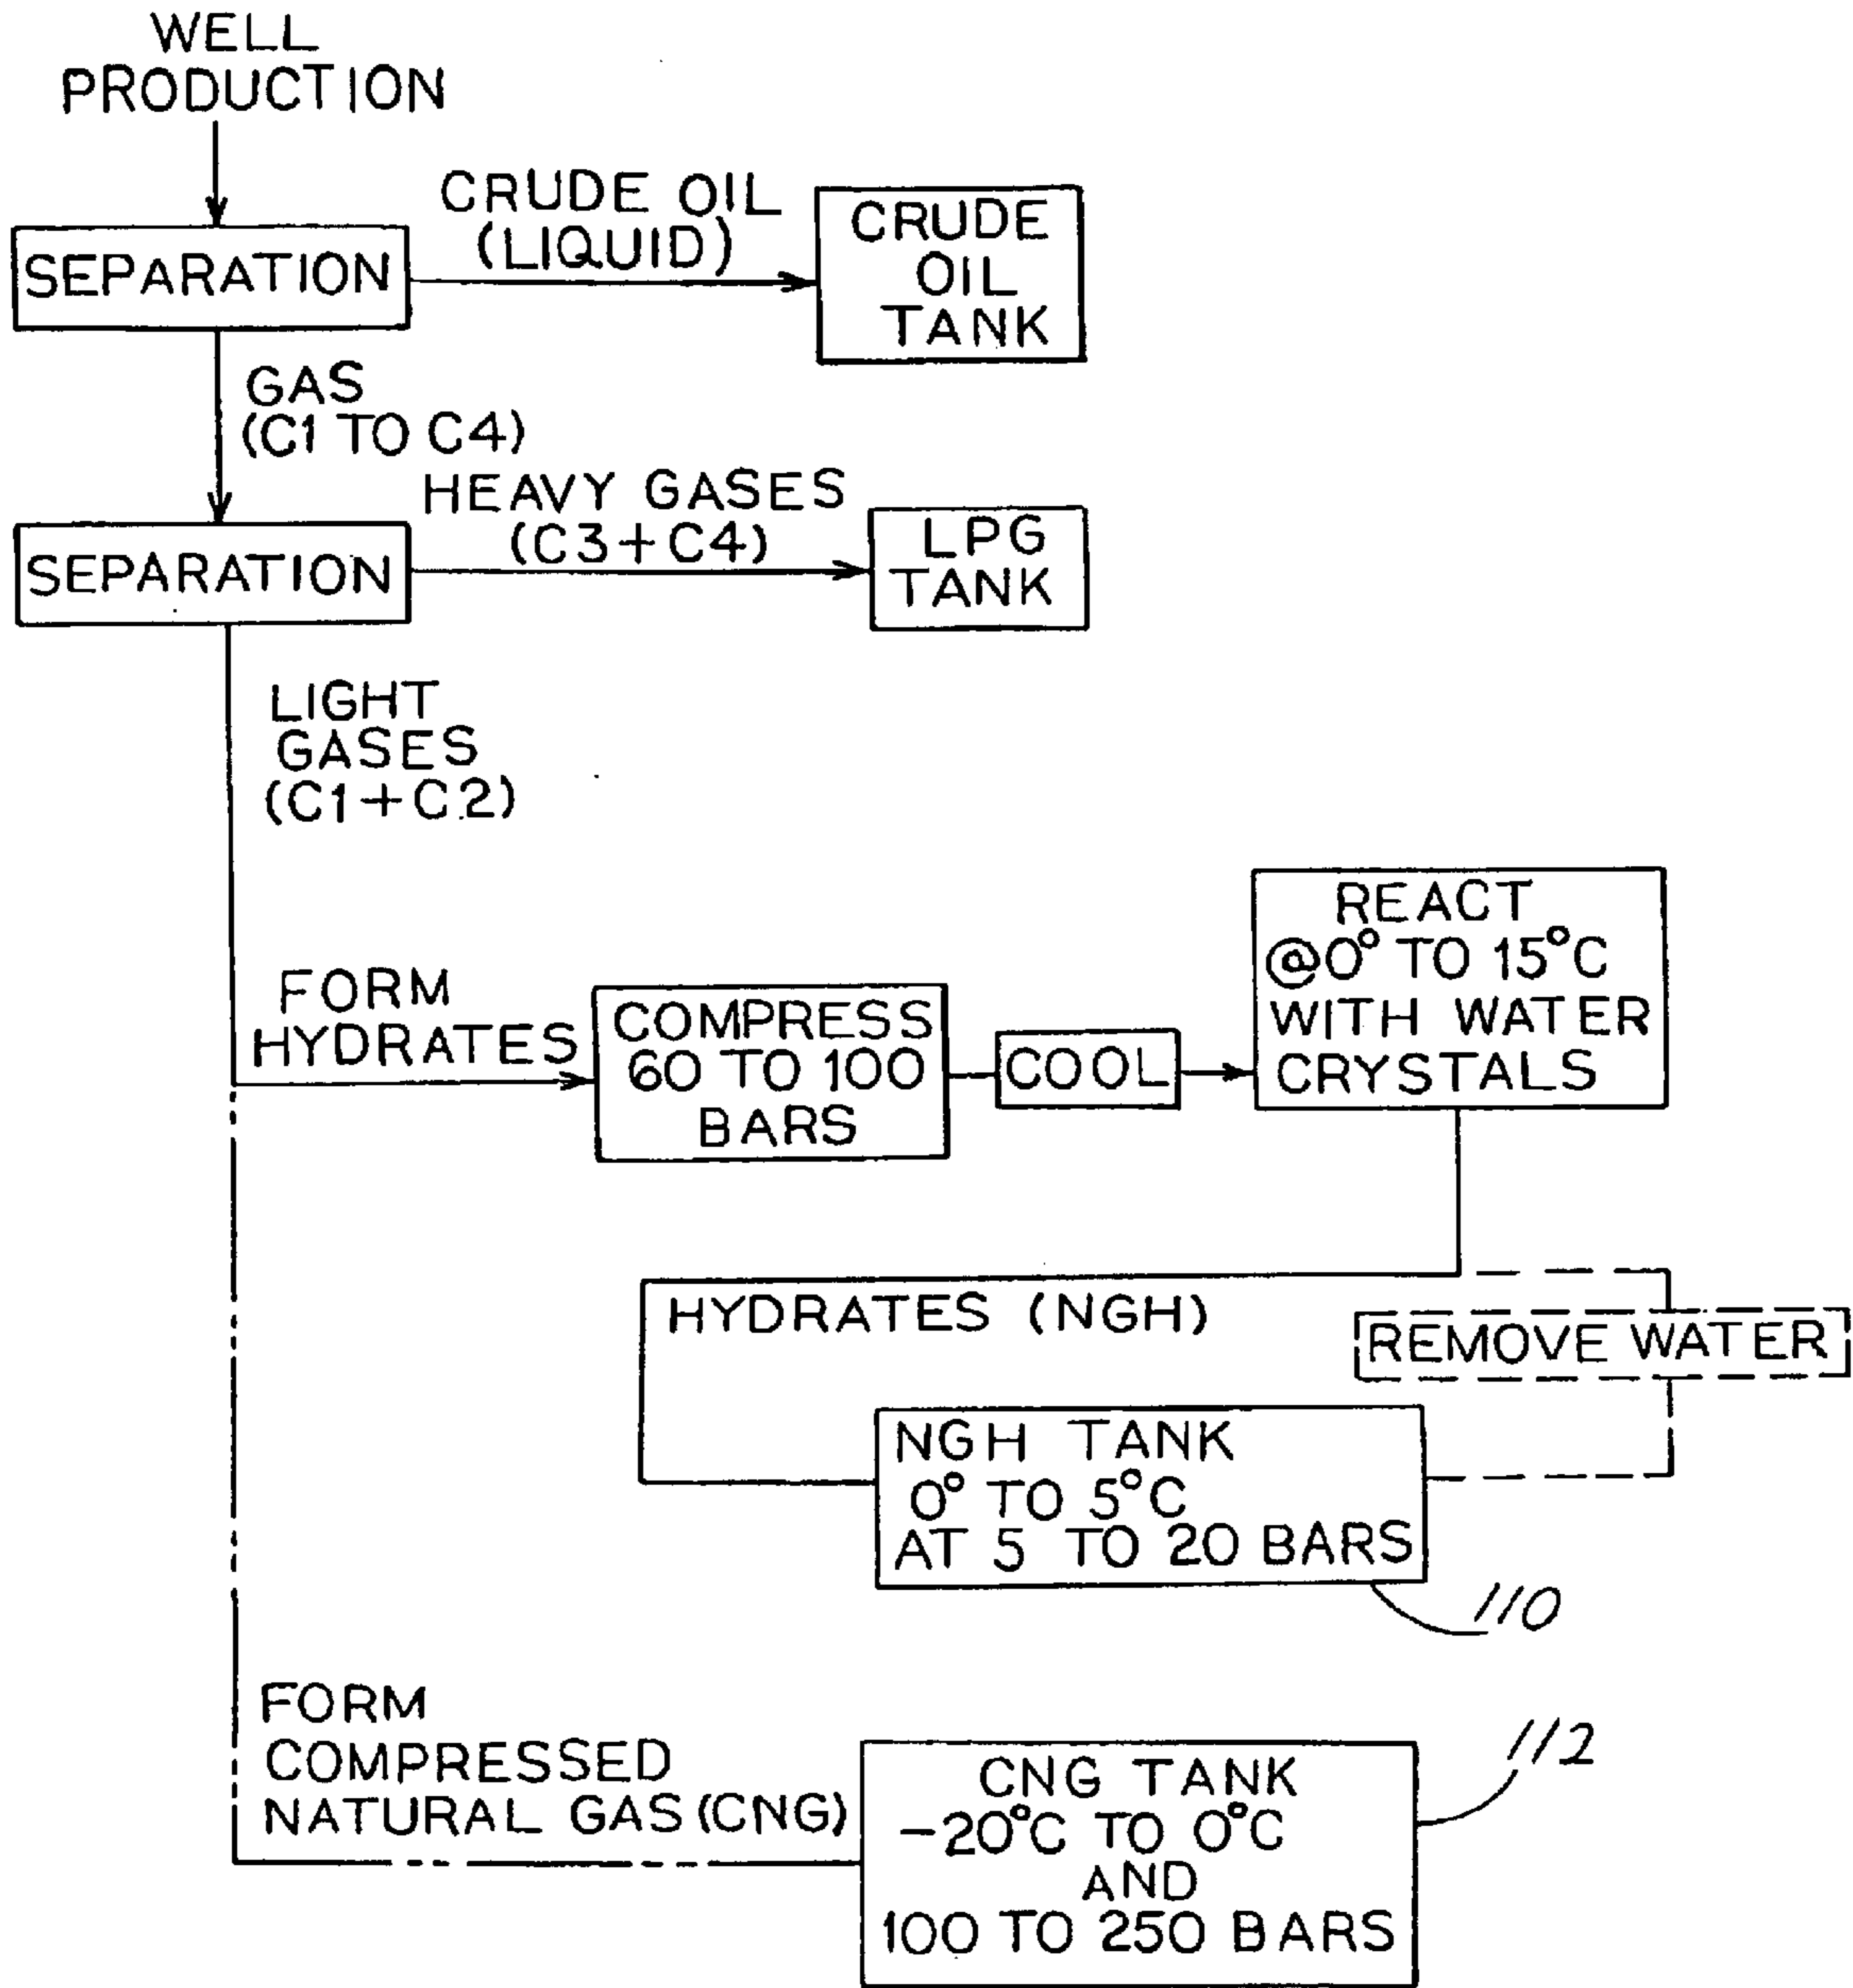 WELL
PRODUCTION
SEPARATION
CRUDE OIL
(LIQUID)
CRUDE
OIL
TANK
GAS
(C1 TO C4)
SEPARATION
HEAVY GASES
(C3+C4)
LPG
TANK
LIGHT
GASES
(C1+C2)
FORM
HYDRATES
COMPRESS
60 TO 100
BARS
COOL
REACT
@0° TO 15°C
WITH WATER
CRYSTALS
HYDRATES (NGH)
REMOVE WATER
NGH TANK
0° TO 5°C
AT 5 TO 20 BARS
110
FORM
COMPRESSED
NATURAL GAS (CNG)
CNG TANK
-20°C TO 0°C
AND
100 TO 250 BARS
112